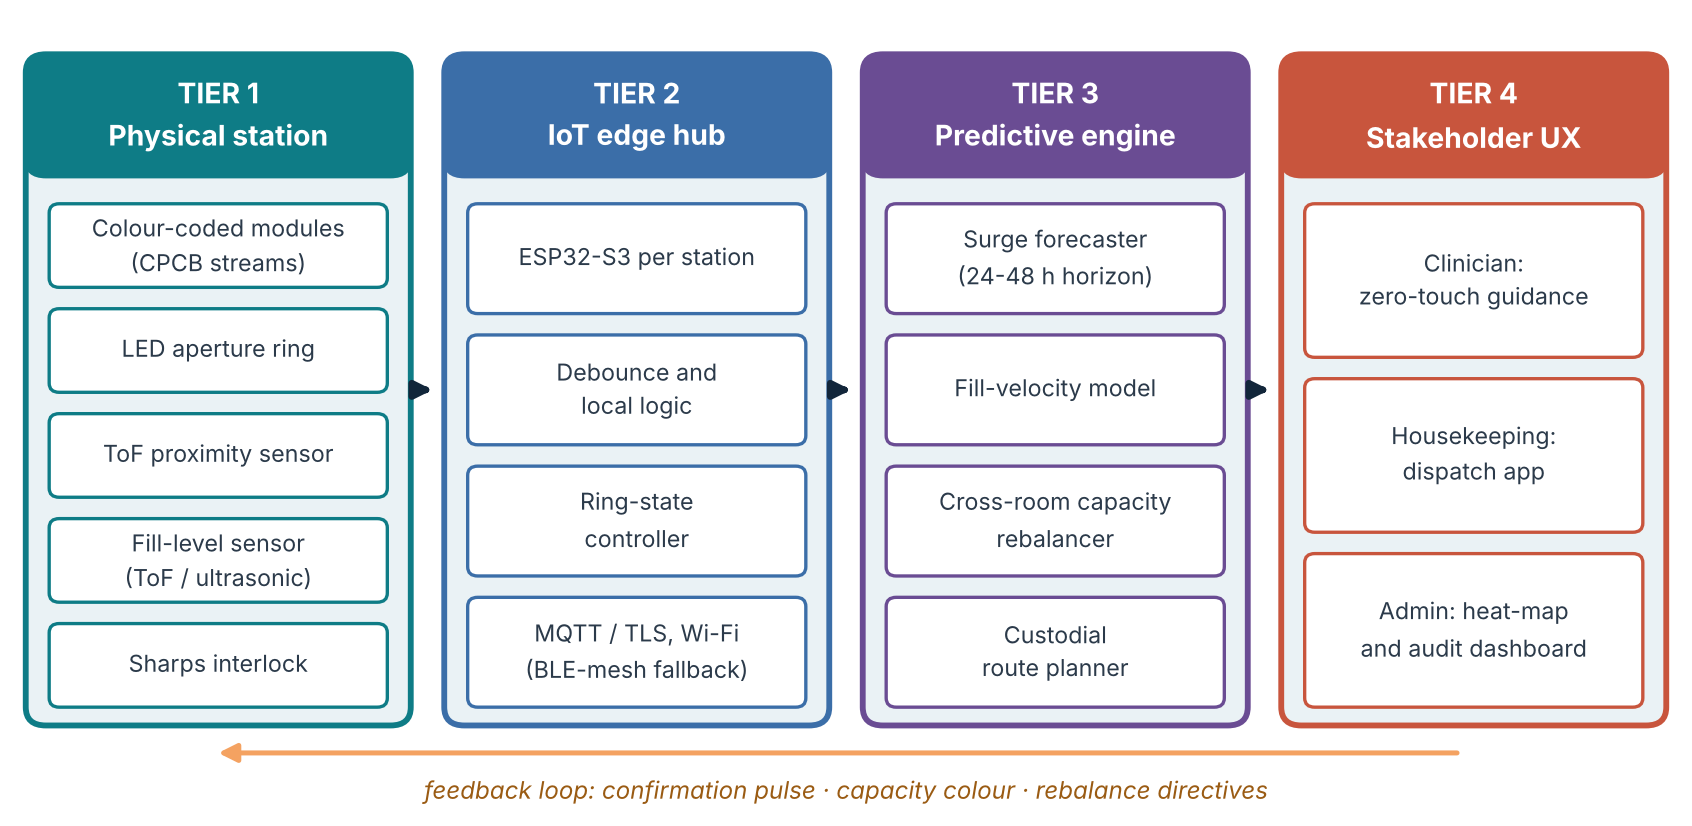 TIER 1
Physical station
Colour-coded modules
(CPCB streams)
LED aperture ring
ToF proximity sensor
Fill-level sensor
(ToF / ultrasonic)
Sharps interlock
TIER 2
IoT edge hub
ESP32-S3 per station
Debounce and
local logic
Ring-state
controller
MQTT / TLS, Wi-Fi
(BLE-mesh fallback)
TIER 3
Predictive engine
Surge forecaster
(24-48 h horizon)
Fill-velocity model
Cross-room capacity
rebalancer
Custodial
route planner
TIER 4
Stakeholder UX
Clinician:
zero-touch guidance
Housekeeping:
dispatch app
Admin: heat-map
and audit dashboard
feedback loop: confirmation pulse · capacity colour · rebalance directives